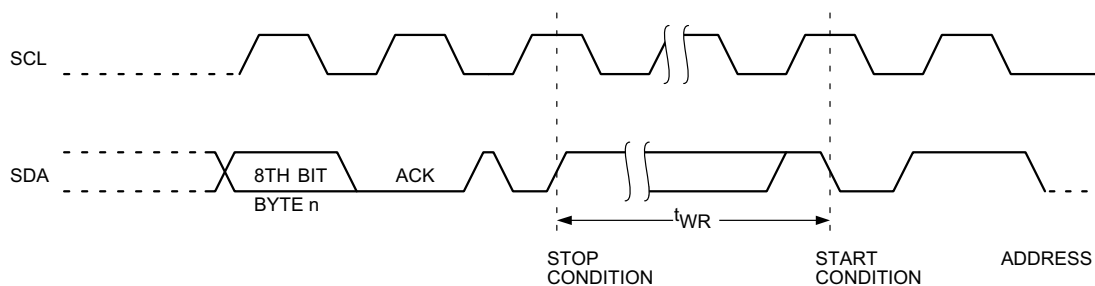 SCL
SDA
8TH BIT
ACK
BYTE n
tWR
STOP
CONDITION
START
CONDITION
ADDRESS